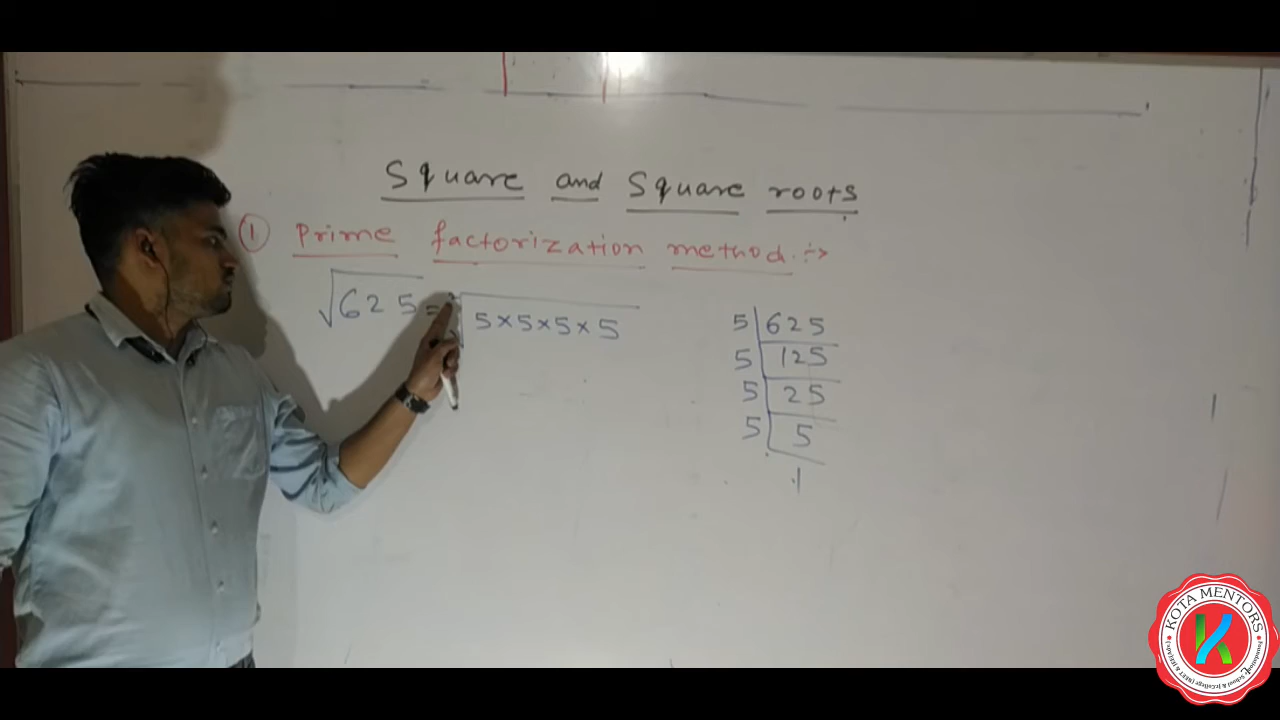 Square and Square roots
① Prime factorization method :->
√625 = √5×5×5×5
5 | 625
5 | 125
5 | 25
5 | 5
1
KOTA MENTORS